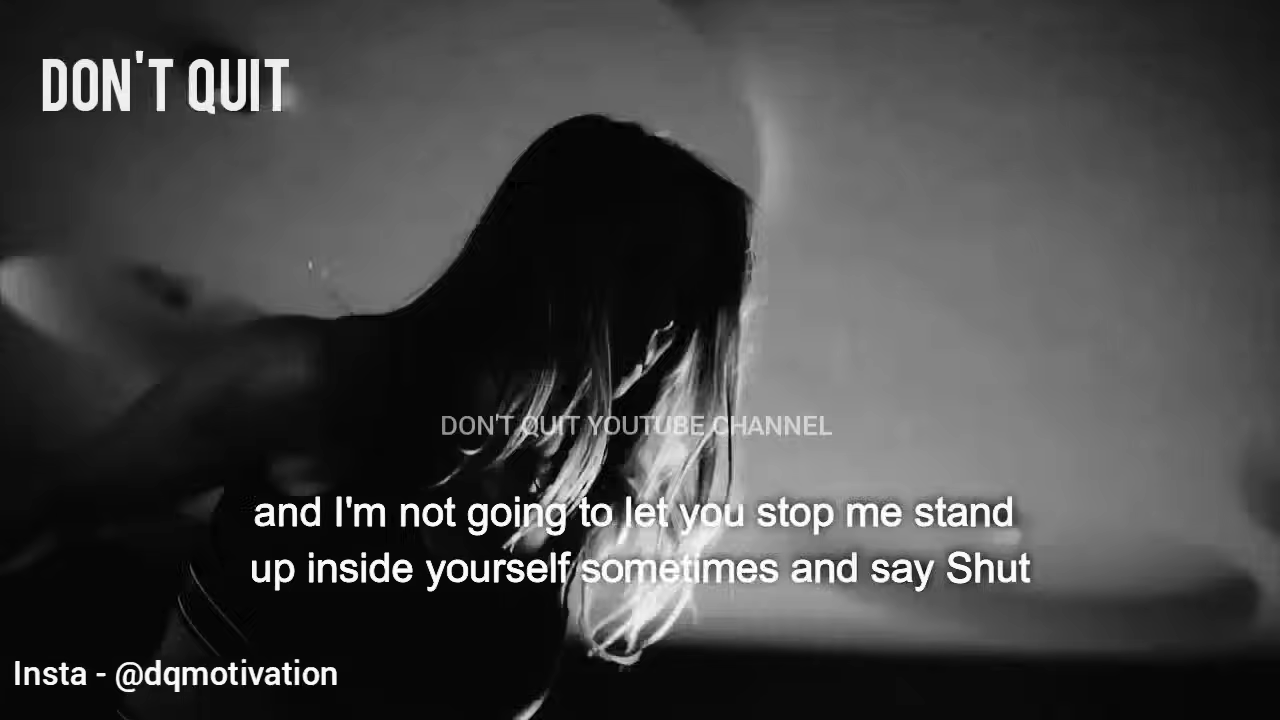 DON'T QUIT
DON'T QUIT YOUTUBE CHANNEL
and I'm not going to let you stop me stand
up inside yourself sometimes and say Shut
Insta - @dqmotivation